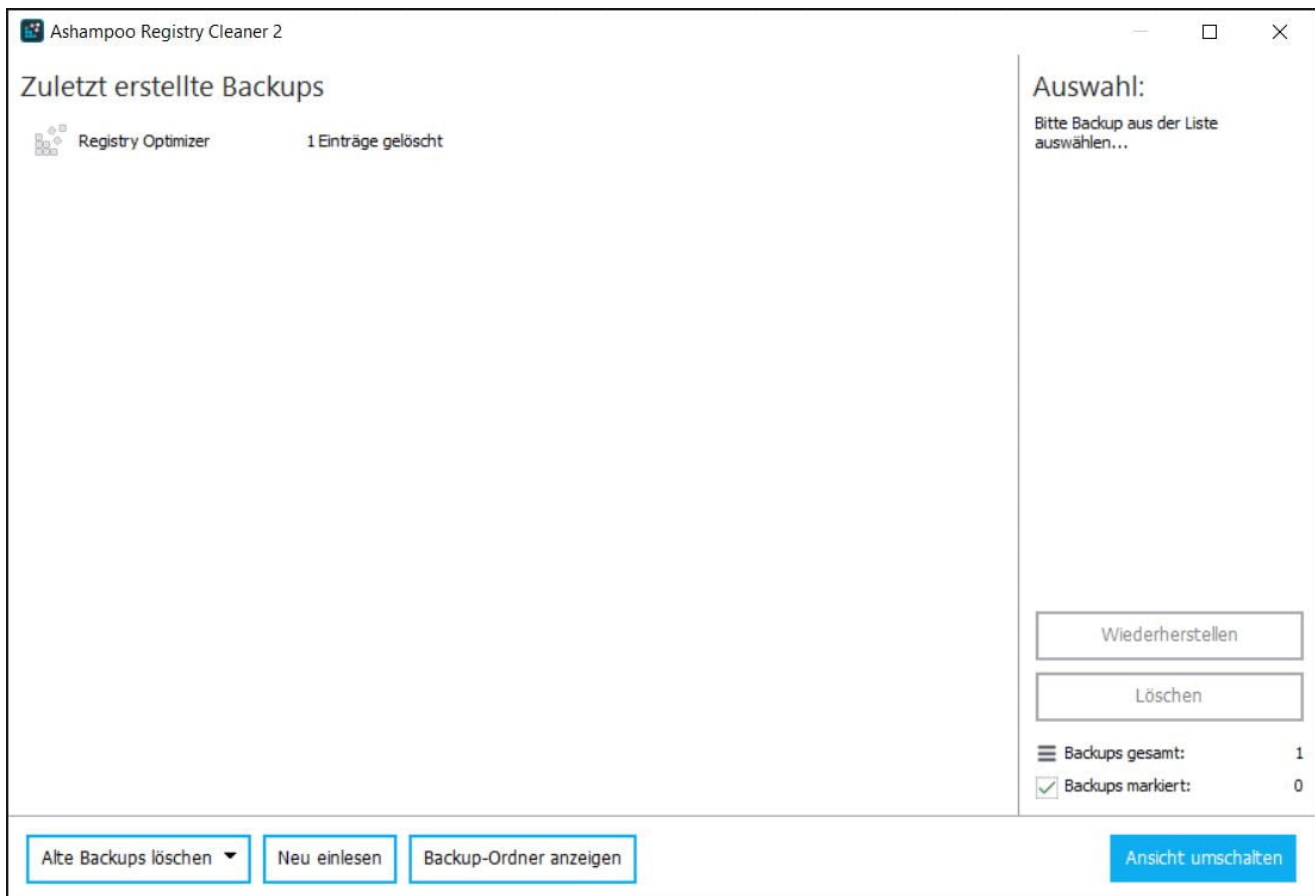 Ashampoo Registry Cleaner 2
Zuletzt erstellte Backups
Registry Optimizer 1 Einträge gelöscht
Auswahl:
Bitte Backup aus der Liste
auswählen...
Wiederherstellen
Löschen
Backups gesamt: 1
Backups markiert: 0
Alte Backups löschen Neu einlesen Backup-Ordner anzeigen Ansicht umschalten